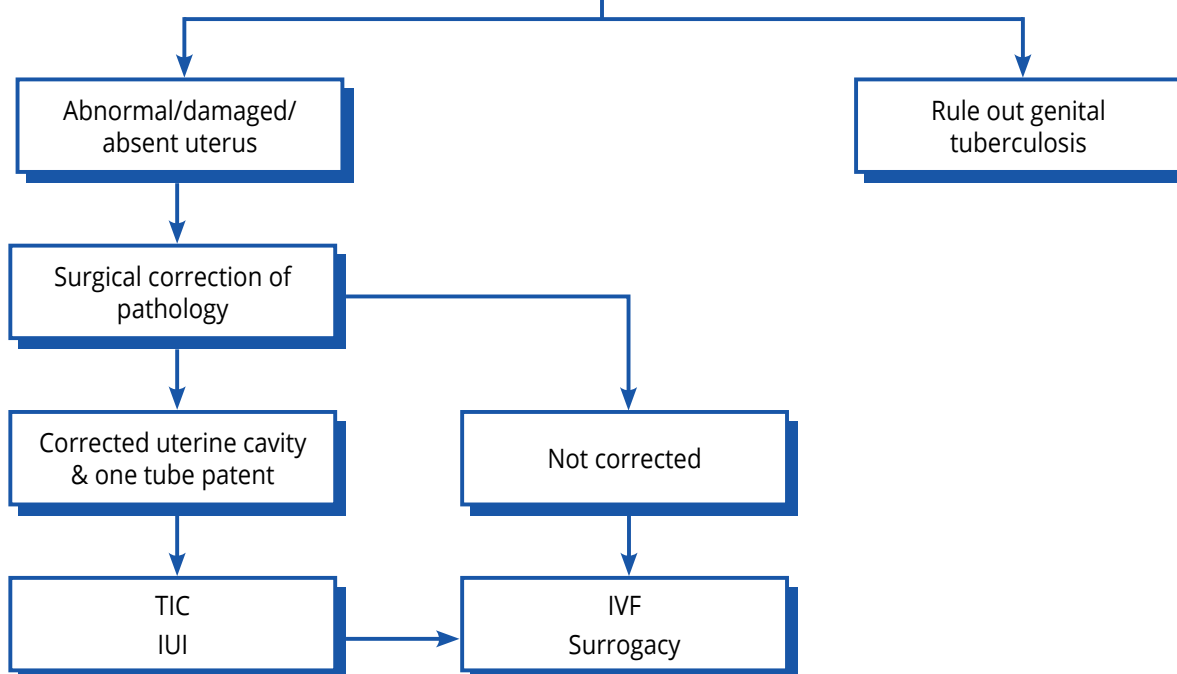 Abnormal/damaged/
absent uterus
Rule out genital
tuberculosis
Surgical correction of
pathology
Corrected uterine cavity
& one tube patent
Not corrected
TIC
IUI
IVF
Surrogacy